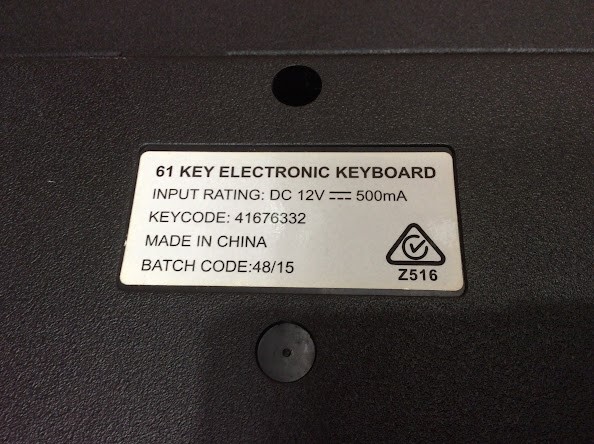 61 KEY ELECTRONIC KEYBOARD
INPUT RATING: DC 12V ⎓ 500mA
KEYCODE: 41676332
MADE IN CHINA
BATCH CODE:48/15
Z516